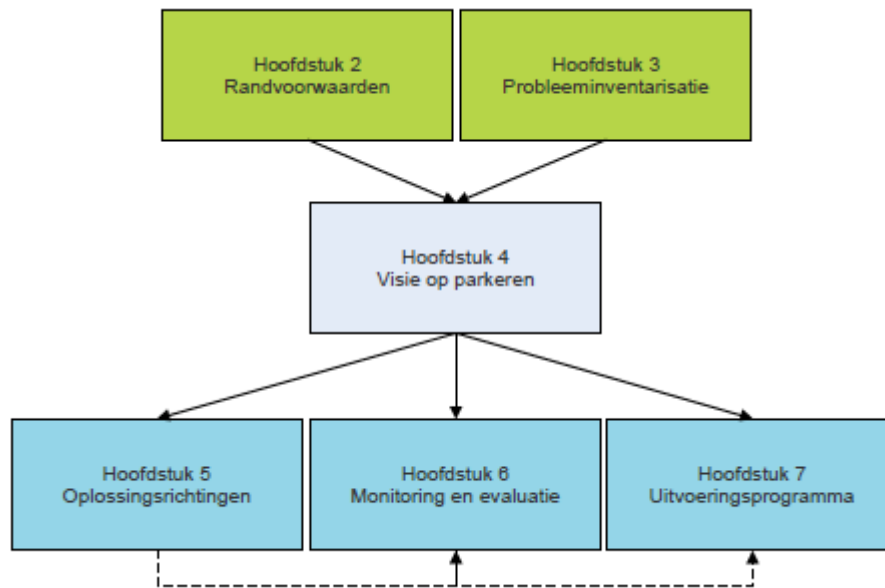 Hoofdstuk 2
Randvoorwaarden
Hoofdstuk 3
Probleeminventarisatie
Hoofdstuk 4
Visie op parkeren
Hoofdstuk 5
Oplossingsrichtingen
Hoofdstuk 6
Monitoring en evaluatie
Hoofdstuk 7
Uitvoeringsprogramma